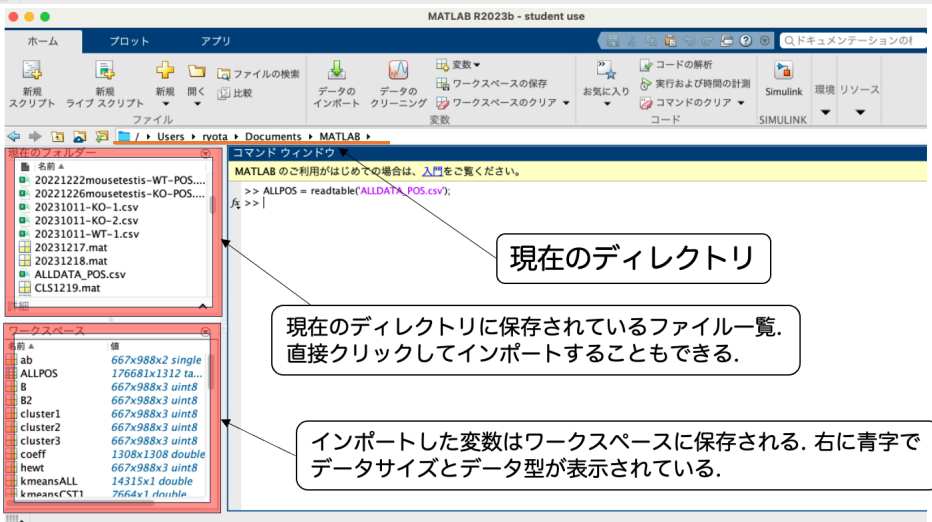 MATLAB R2023b - student use
ホーム プロット アプリ
ドキュメンテーションの
新規
スクリプト
新規
ライブ スクリプト
新規
開く
ファイルの検索
比較
ファイル
データの
インポート
データの
クリーニング
変数
ワークスペースの保存
ワークスペースのクリア
変数
お気に入り
コードの解析
実行および時間の計測
コマンドのクリア
コード
Simulink
SIMULINK
環境
リソース
/ Users ryota Documents MATLAB
現在のフォルダー
名前
20221222mousetestis-WT-POS....
20221226mousetestis-KO-POS....
20231011-KO-1.csv
20231011-KO-2.csv
20231011-WT-1.csv
20231217.mat
20231218.mat
ALLDATA_POS.csv
CLS1219.mat
詳細
ワークスペース
名前 値
ab 667x988x2 single
ALLPOS 176681x1312 ta...
B 667x988x3 uint8
B2 667x988x3 uint8
cluster1 667x988x3 uint8
cluster2 667x988x3 uint8
cluster3 667x988x3 uint8
coeff 1308x1308 double
hewt 667x988x3 uint8
kmeansALL 14315x1 double
kmeansCST1 7664x1 double
コマンド ウィンドウ
MATLAB のご利用がはじめての場合は、入門をご覧ください。
>> ALLPOS = readtable('ALLDATA_POS.csv');
fx >>
現在のディレクトリ
現在のディレクトリに保存されているファイル一覧.
直接クリックしてインポートすることもできる.
インポートした変数はワークスペースに保存される. 右に青字で
データサイズとデータ型が表示されている.